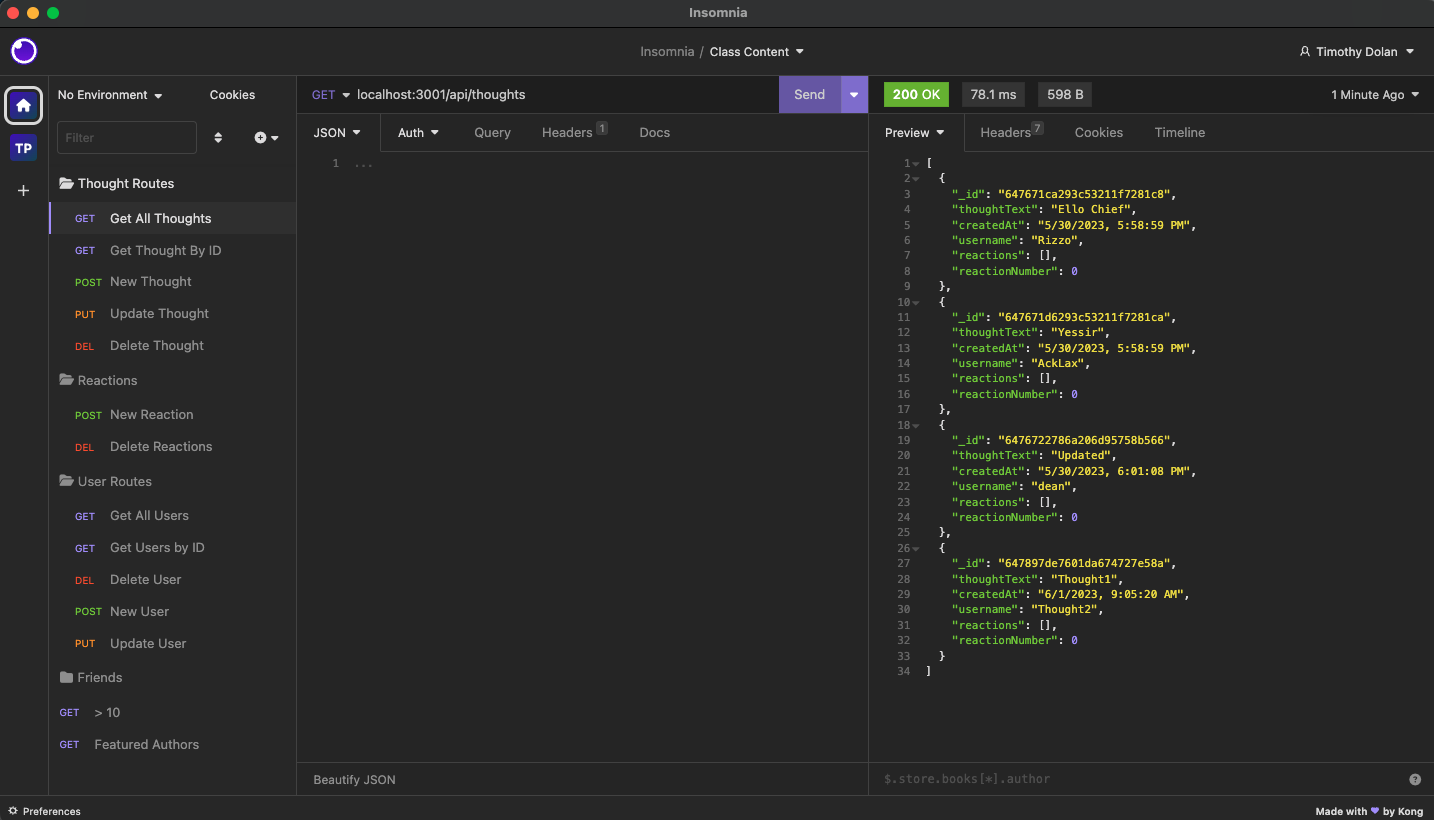 Insomnia
Insomnia / Class Content
Timothy Dolan
TP
No Environment
Cookies
Filter
Thought Routes
GET Get All Thoughts
GET Get Thought By ID
POST New Thought
PUT Update Thought
DEL Delete Thought
Reactions
POST New Reaction
DEL Delete Reactions
User Routes
GET Get All Users
GET Get Users by ID
DEL Delete User
POST New User
PUT Update User
Friends
GET > 10
GET Featured Authors
Preferences
GET localhost:3001/api/thoughts
Send
JSON Auth Query Headers 1 Docs
1 ...
Beautify JSON
200 OK 78.1 ms 598 B 1 Minute Ago
Preview Headers 7 Cookies Timeline
1 [
2 {
3 "_id": "647671ca293c53211f7281c8",
4 "thoughtText": "Ello Chief",
5 "createdAt": "5/30/2023, 5:58:59 PM",
6 "username": "Rizzo",
7 "reactions": [],
8 "reactionNumber": 0
9 },
10 {
11 "_id": "647671d6293c53211f7281ca",
12 "thoughtText": "Yessir",
13 "createdAt": "5/30/2023, 5:58:59 PM",
14 "username": "AckLax",
15 "reactions": [],
16 "reactionNumber": 0
17 },
18 {
19 "_id": "6476722786a206d95758b566",
20 "thoughtText": "Updated",
21 "createdAt": "5/30/2023, 6:01:08 PM",
22 "username": "dean",
23 "reactions": [],
24 "reactionNumber": 0
25 },
26 {
27 "_id": "647897de7601da674727e58a",
28 "thoughtText": "Thought1",
29 "createdAt": "6/1/2023, 9:05:20 AM",
30 "username": "Thought2",
31 "reactions": [],
32 "reactionNumber": 0
33 }
34 ]
$.store.books[*].author
Made with ♥ by Kong